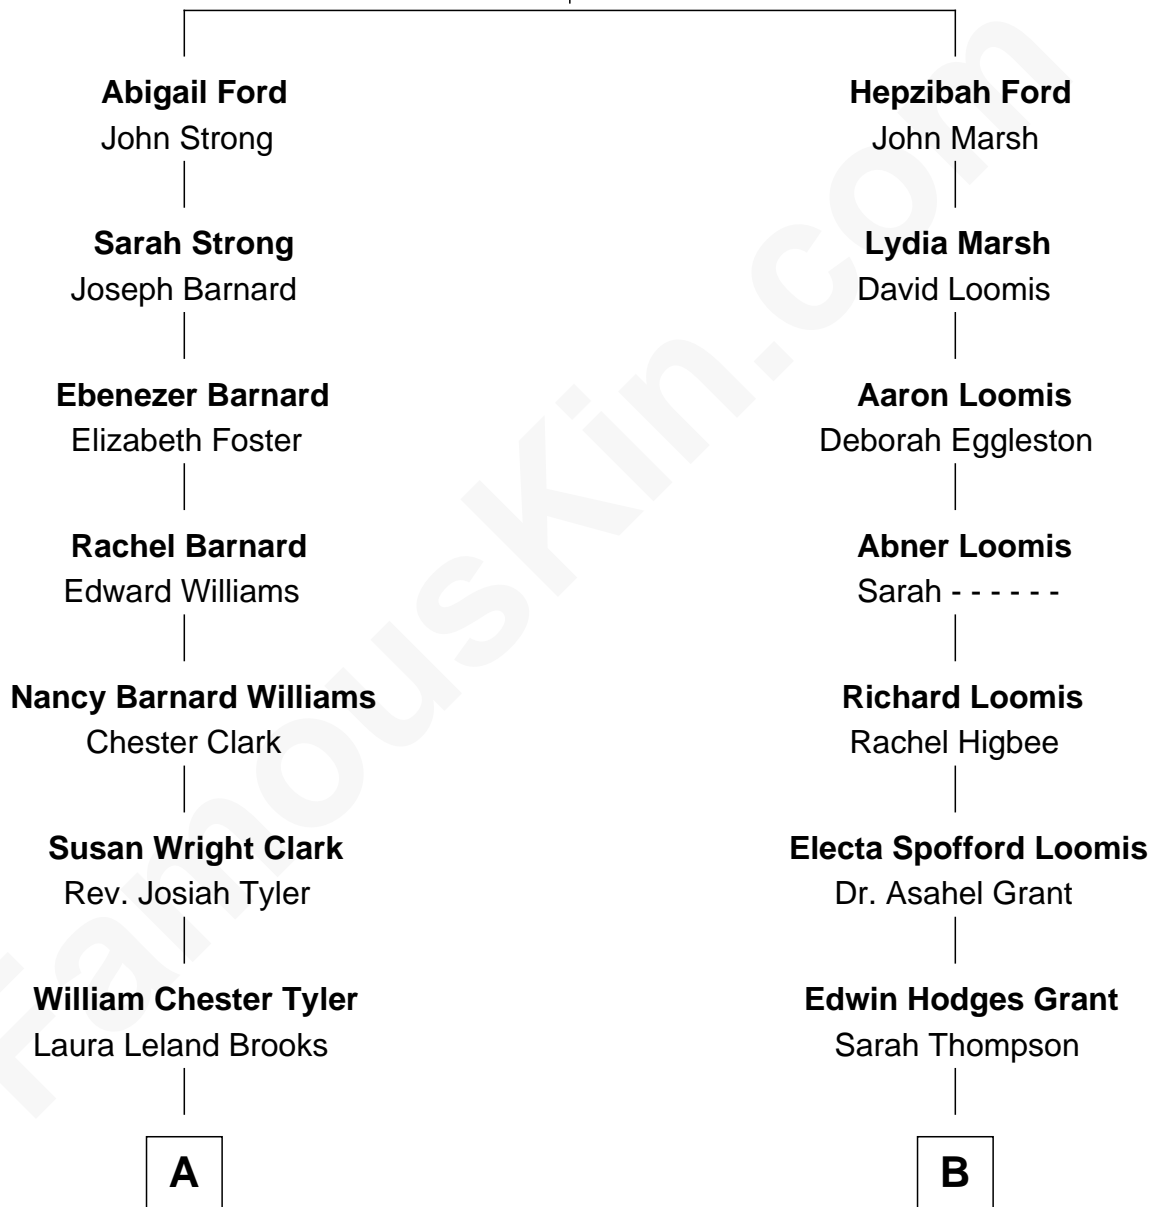 Abigail Ford
John Strong
Hepzibah Ford
John Marsh
Sarah Strong
Joseph Barnard
Lydia Marsh
David Loomis
Ebenezer Barnard
Elizabeth Foster
Aaron Loomis
Deborah Eggleston
Rachel Barnard
Edward Williams
Abner Loomis
Sarah - - - - - -
Nancy Barnard Williams
Chester Clark
Richard Loomis
Rachel Higbee
Susan Wright Clark
Rev. Josiah Tyler
Electa Spofford Loomis
Dr. Asahel Grant
William Chester Tyler
Laura Leland Brooks
Edwin Hodges Grant
Sarah Thompson
A
B
FamousKin.com